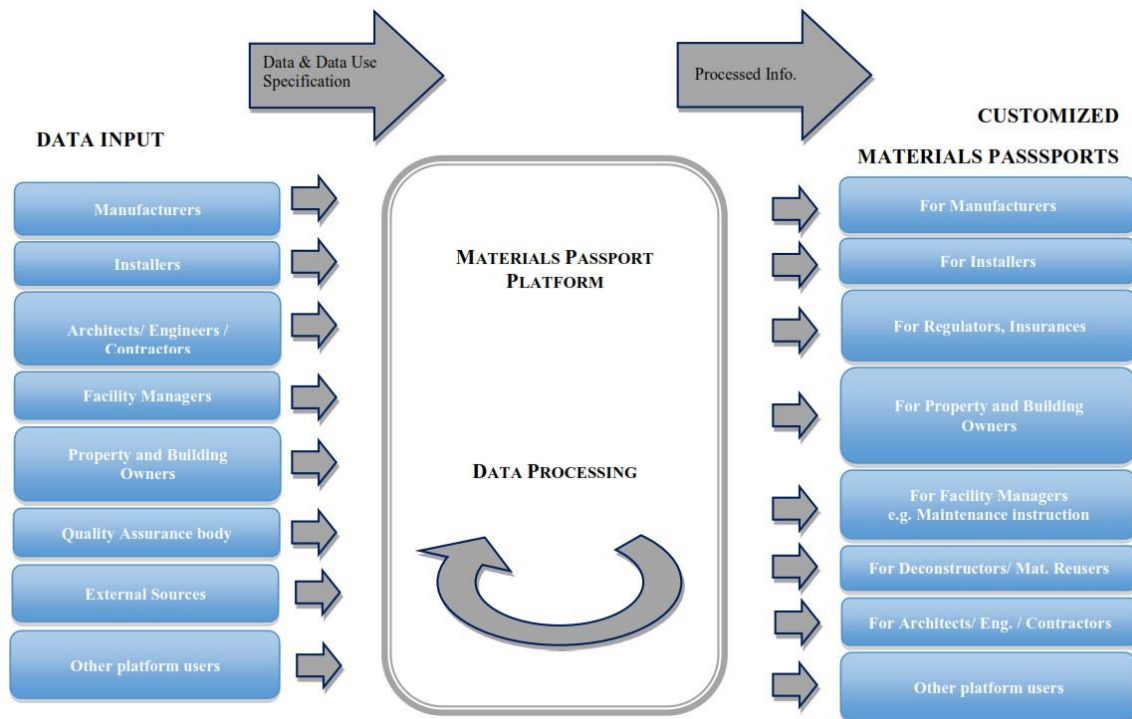 Data & Data Use
Specification
Processed Info.
DATA INPUT
CUSTOMIZED
MATERIALS PASSSPORTS
Manufacturers
Installers
Architects/ Engineers /
Contractors
Facility Managers
Property and Building
Owners
Quality Assurance body
External Sources
Other platform users
MATERIALS PASSPORT
PLATFORM
DATA PROCESSING
For Manufacturers
For Installers
For Regulators, Insurances
For Property and Building
Owners
For Facility Managers
e.g. Maintenance instruction
For Deconstructors/ Mat. Reusers
For Architects/ Eng. / Contractors
Other platform users